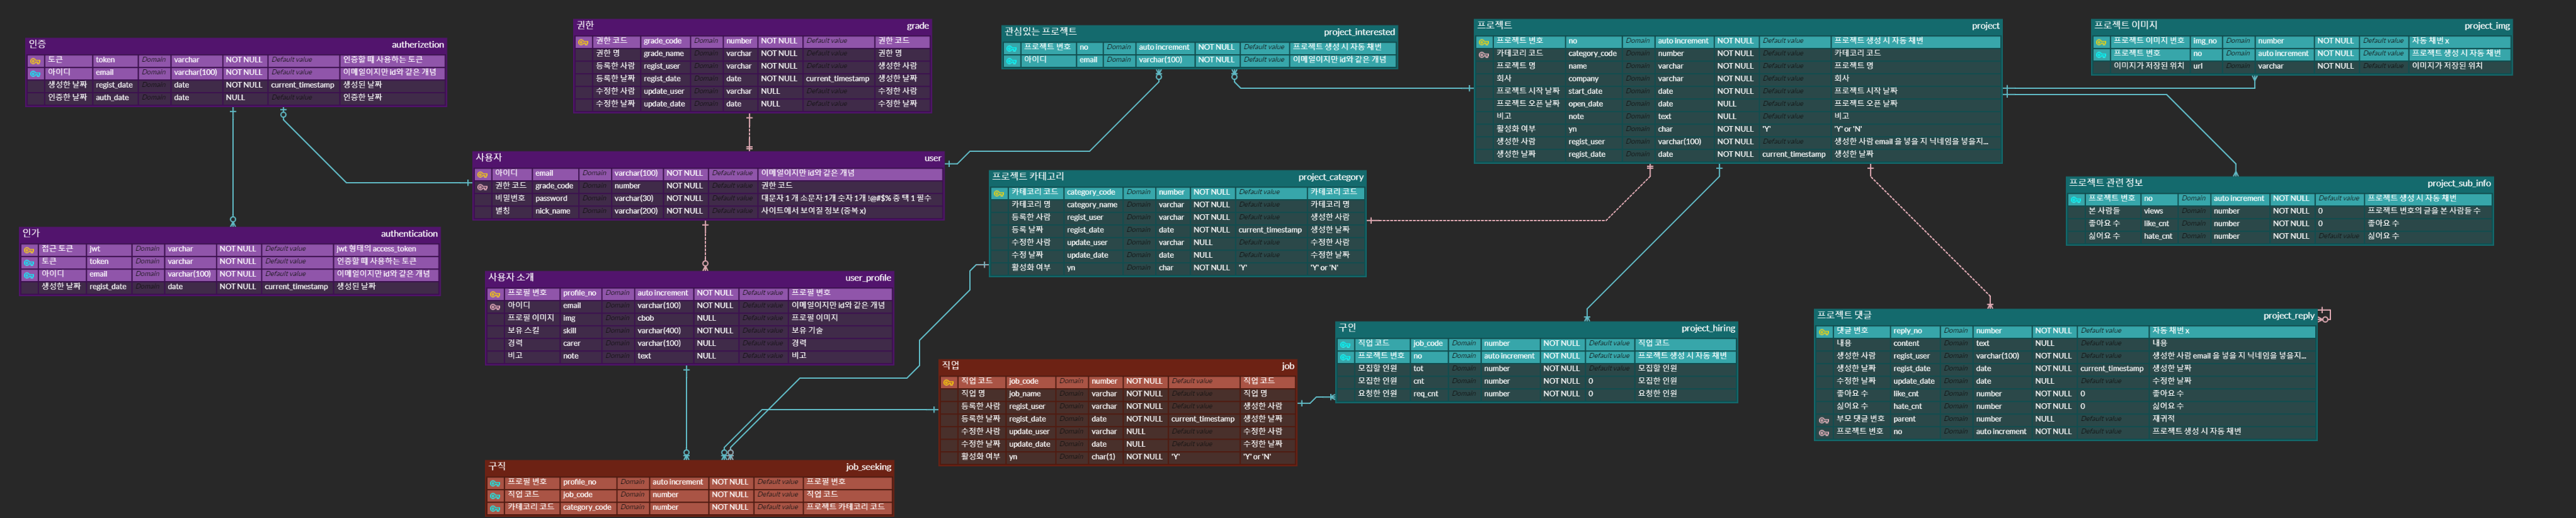 인증 autherizetion
토큰 token Domain varchar NOT NULL Default value 인증할 때 사용하는 토큰
아이디 email Domain varchar(100) NOT NULL Default value 이메일이지만 id와 같은 개념
생성한 날짜 regist_date Domain date NOT NULL current_timestamp 생성된 날짜
인증한 날짜 auth_date Domain date NULL Default value 인증한 날짜
권한 grade
권한 코드 grade_code Domain number NOT NULL Default value 권한 코드
권한 명 grade_name Domain varchar NOT NULL Default value 권한 명
등록한 사람 regist_user Domain varchar NOT NULL Default value 생성한 사람
등록한 날짜 regist_date Domain date NOT NULL current_timestamp 생성한 날짜
수정한 사람 update_user Domain varchar NULL Default value 수정한 사람
수정한 날짜 update_date Domain date NULL Default value 수정한 날짜
관심있는 프로젝트 project_interested
프로젝트 번호 no Domain auto increment NOT NULL Default value 프로젝트 생성 시 자동 채번
아이디 email Domain varchar(100) NOT NULL Default value 이메일이지만 id와 같은 개념
프로젝트 project
프로젝트 번호 no Domain auto increment NOT NULL Default value 프로젝트 생성 시 자동 채번
카테고리 코드 category_code Domain number NOT NULL Default value 카테고리 코드
프로젝트 명 name Domain varchar NOT NULL Default value 프로젝트 명
회사 company Domain varchar NOT NULL Default value 회사
프로젝트 시작 날짜 start_date Domain date NOT NULL Default value 프로젝트 시작 날짜
프로젝트 오픈 날짜 open_date Domain date NULL Default value 프로젝트 오픈 날짜
비고 note Domain text NULL Default value 비고
활성화 여부 yn Domain char NOT NULL 'Y' 'Y' or 'N'
생성한 사람 regist_user Domain varchar(100) NOT NULL Default value 생성한 사람 email 을 넣을 지 닉네임을 넣을지...
생성한 날짜 regist_date Domain date NOT NULL current_timestamp 생성한 날짜
프로젝트 이미지 project_img
프로젝트 이미지 번호 img_no Domain number NOT NULL Default value 자동 채번 x
프로젝트 번호 no Domain auto increment NOT NULL Default value 프로젝트 생성 시 자동 채번
이미지가 저장된 위치 url Domain varchar NOT NULL Default value 이미지가 저장된 위치
사용자 user
아이디 email Domain varchar(100) NOT NULL Default value 이메일이지만 id와 같은 개념
권한 코드 grade_code Domain number NOT NULL Default value 권한 코드
비밀번호 password Domain varchar(30) NOT NULL Default value 대문자 1개 소문자 1개 숫자 1개 !@#$% 중 택 1 필수
별칭 nick_name Domain varchar(200) NOT NULL Default value 사이트에서 보여질 정보 (중복 x)
프로젝트 카테고리 project_category
카테고리 코드 category_code Domain number NOT NULL Default value 카테고리 코드
카테고리 명 category_name Domain varchar NOT NULL Default value 카테고리 명
등록한 사람 regist_user Domain varchar NOT NULL Default value 생성한 사람
등록 날짜 regist_date Domain date NOT NULL current_timestamp 생성한 날짜
수정한 사람 update_user Domain varchar NULL Default value 수정한 사람
수정 날짜 update_date Domain date NULL Default value 수정한 날짜
활성화 여부 yn Domain char NOT NULL 'Y' 'Y' or 'N'
프로젝트 관련 정보 project_sub_info
프로젝트 번호 no Domain auto increment NOT NULL Default value 프로젝트 생성 시 자동 채번
본 사람들 views Domain number NOT NULL 0 프로젝트 번호의 글을 본 사람들 수
좋아요 수 like_cnt Domain number NOT NULL 0 좋아요 수
싫어요 수 hate_cnt Domain number NOT NULL Default value 싫어요 수
인가 authentication
접근 토큰 jwt Domain varchar NOT NULL Default value jwt 형태의 access_token
토큰 token Domain varchar NOT NULL Default value 인증할 때 사용하는 토큰
아이디 email Domain varchar(100) NOT NULL Default value 이메일이지만 id와 같은 개념
생성한 날짜 regist_date Domain date NOT NULL current_timestamp 생성된 날짜
사용자 소개 user_profile
프로필 번호 profile_no Domain auto increment NOT NULL Default value 프로필 번호
아이디 email Domain varchar(100) NOT NULL Default value 이메일이지만 id와 같은 개념
프로필 이미지 img Domain cbob NULL Default value 프로필 이미지
보유 스킬 skill Domain varchar(400) NOT NULL Default value 보유 기술
경력 carer Domain varchar(100) NULL Default value 경력
비고 note Domain text NULL Default value 비고
구인 project_hiring
직업 코드 job_code Domain number NOT NULL Default value 직업 코드
프로젝트 번호 no Domain auto increment NOT NULL Default value 프로젝트 생성 시 자동 채번
모집할 인원 tot Domain number NOT NULL Default value 모집할 인원
모집한 인원 cnt Domain number NOT NULL 0 모집한 인원
요청한 인원 req_cnt Domain number NOT NULL 0 요청한 인원
프로젝트 댓글 project_reply
댓글 번호 reply_no Domain number NOT NULL Default value 자동 채번 x
내용 content Domain text NULL Default value 내용
생성한 사람 regist_user Domain varchar(100) NOT NULL Default value 생성한 사람 email 을 넣을 지 닉네임을 넣을지...
생성한 날짜 regist_date Domain date NOT NULL current_timestamp 생성한 날짜
수정한 날짜 update_date Domain date NULL Default value 수정한 날짜
좋아요 수 like_cnt Domain number NOT NULL 0 좋아요 수
싫어요 수 hate_cnt Domain number NOT NULL 0 싫어요 수
부모 댓글 번호 parent Domain number NULL Default value 재귀적
프로젝트 번호 no Domain auto increment NOT NULL Default value 프로젝트 생성 시 자동 채번
직업 job
직업 코드 job_code Domain number NOT NULL Default value 직업 코드
직업 명 job_name Domain varchar NOT NULL Default value 직업 명
등록한 사람 regist_user Domain varchar NOT NULL Default value 생성한 사람
등록한 날짜 regist_date Domain date NOT NULL current_timestamp 생성한 날짜
수정한 사람 update_user Domain varchar NULL Default value 수정한 사람
수정한 날짜 update_date Domain date NULL Default value 수정한 날짜
활성화 여부 yn Domain char(1) NOT NULL 'Y' 'Y' or 'N'
구직 job_seeking
프로필 번호 profile_no Domain auto increment NOT NULL Default value 프로필 번호
직업 코드 job_code Domain number NOT NULL Default value 직업 코드
카테고리 코드 category_code Domain number NOT NULL Default value 프로젝트 카테고리 코드